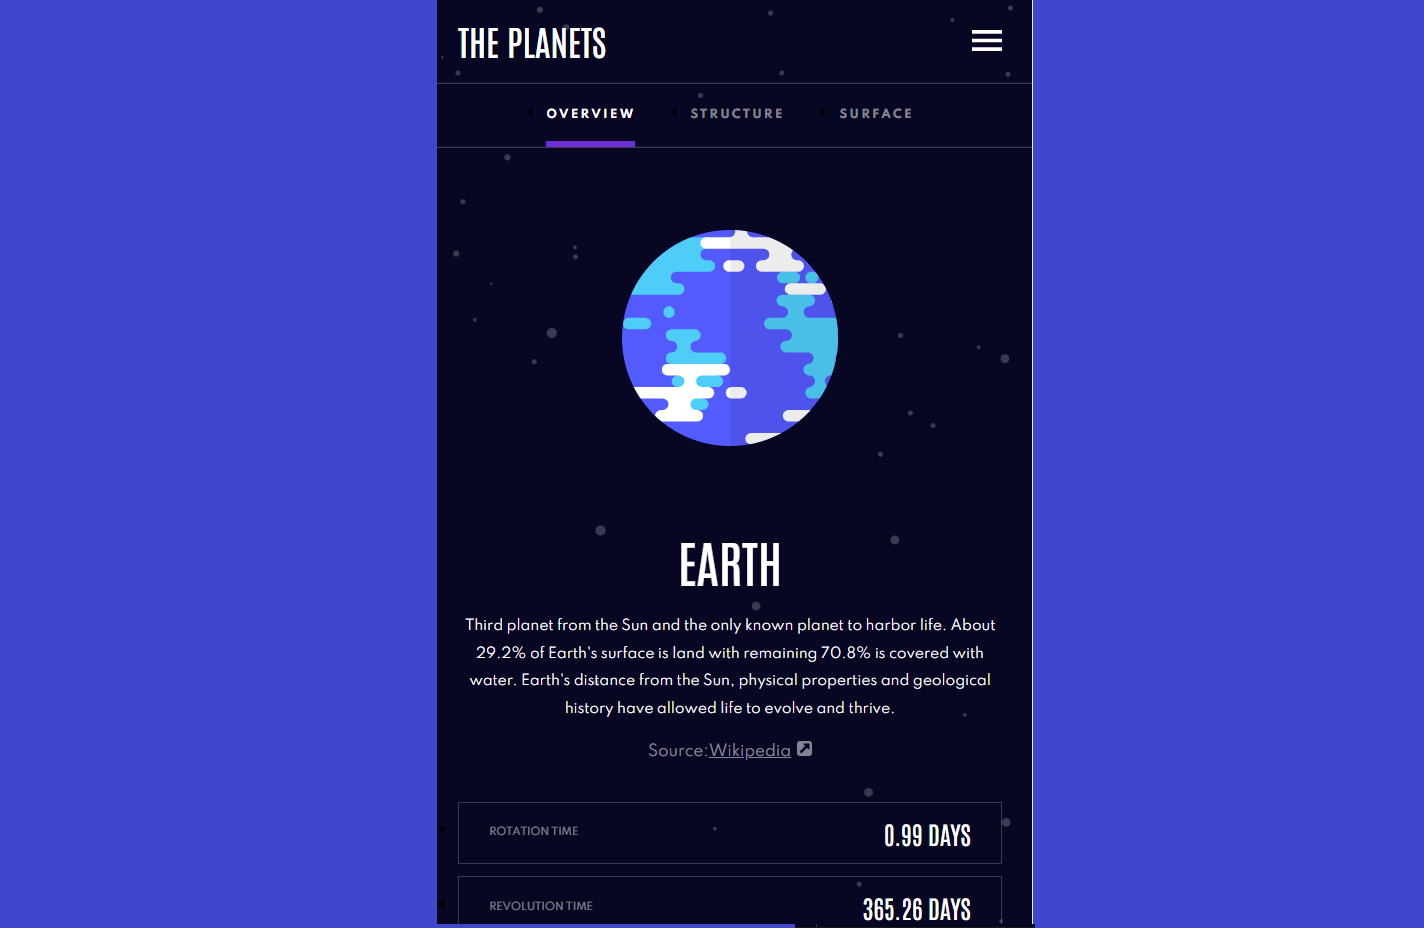 THE PLANETS
OVERVIEW STRUCTURE SURFACE
EARTH
Third planet from the Sun and the only known planet to harbor life. About
29.2% of Earth's surface is land with remaining 70.8% is covered with
water. Earth's distance from the Sun, physical properties and geological
history have allowed life to evolve and thrive.
Source:Wikipedia
ROTATION TIME 0.99 DAYS
REVOLUTION TIME 365.26 DAYS